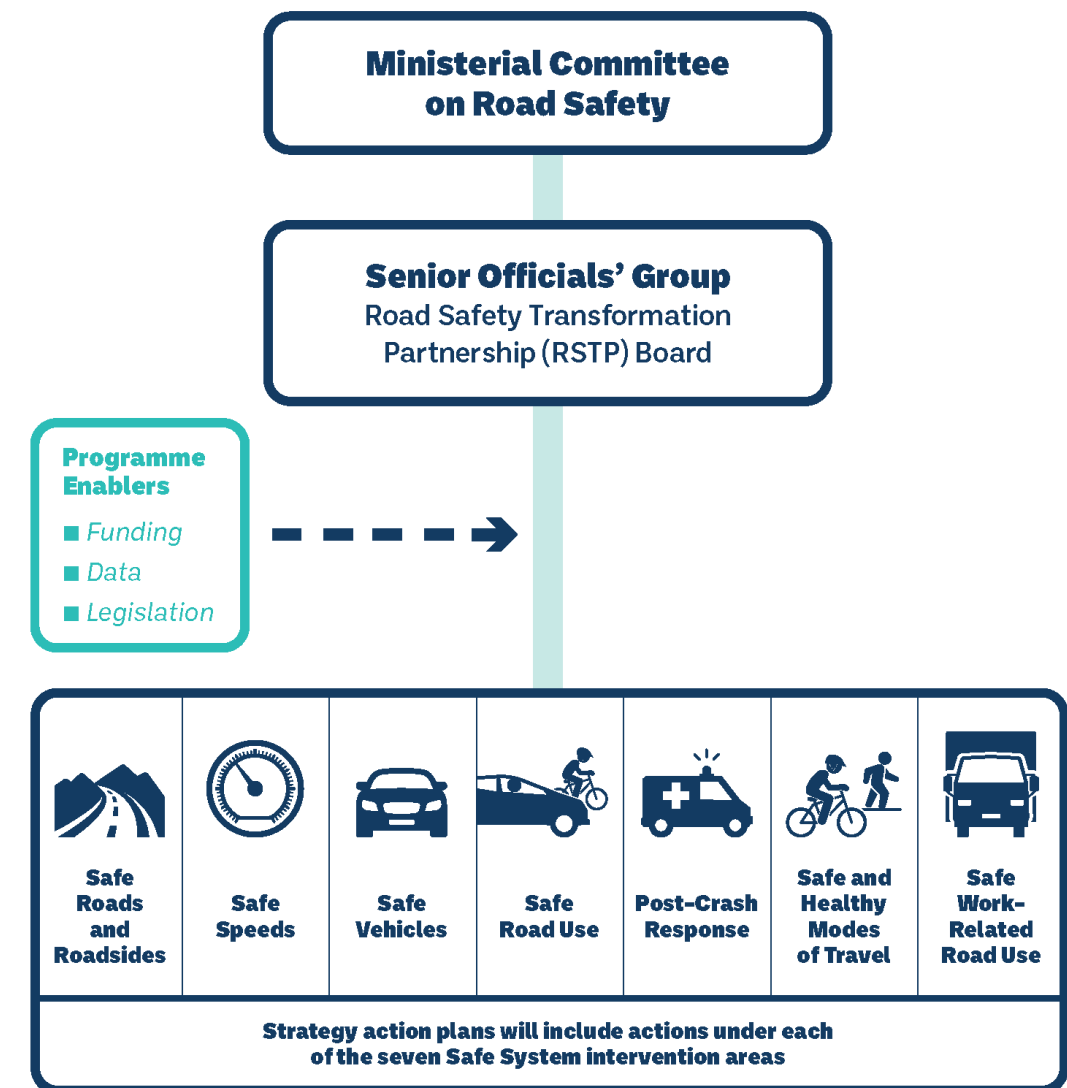 Ministerial Committee
on Road Safety
Senior Officials’ Group
Road Safety Transformation
Partnership (RSTP) Board
Programme
Enablers
■ Funding
■ Data
■ Legislation
Safe
Roads
and
Roadsides
Safe
Speeds
Safe
Vehicles
Safe
Road Use
Post-Crash
Response
Safe and
Healthy
Modes
of Travel
Safe
Work-
Related
Road Use
Strategy action plans will include actions under each
of the seven Safe System intervention areas